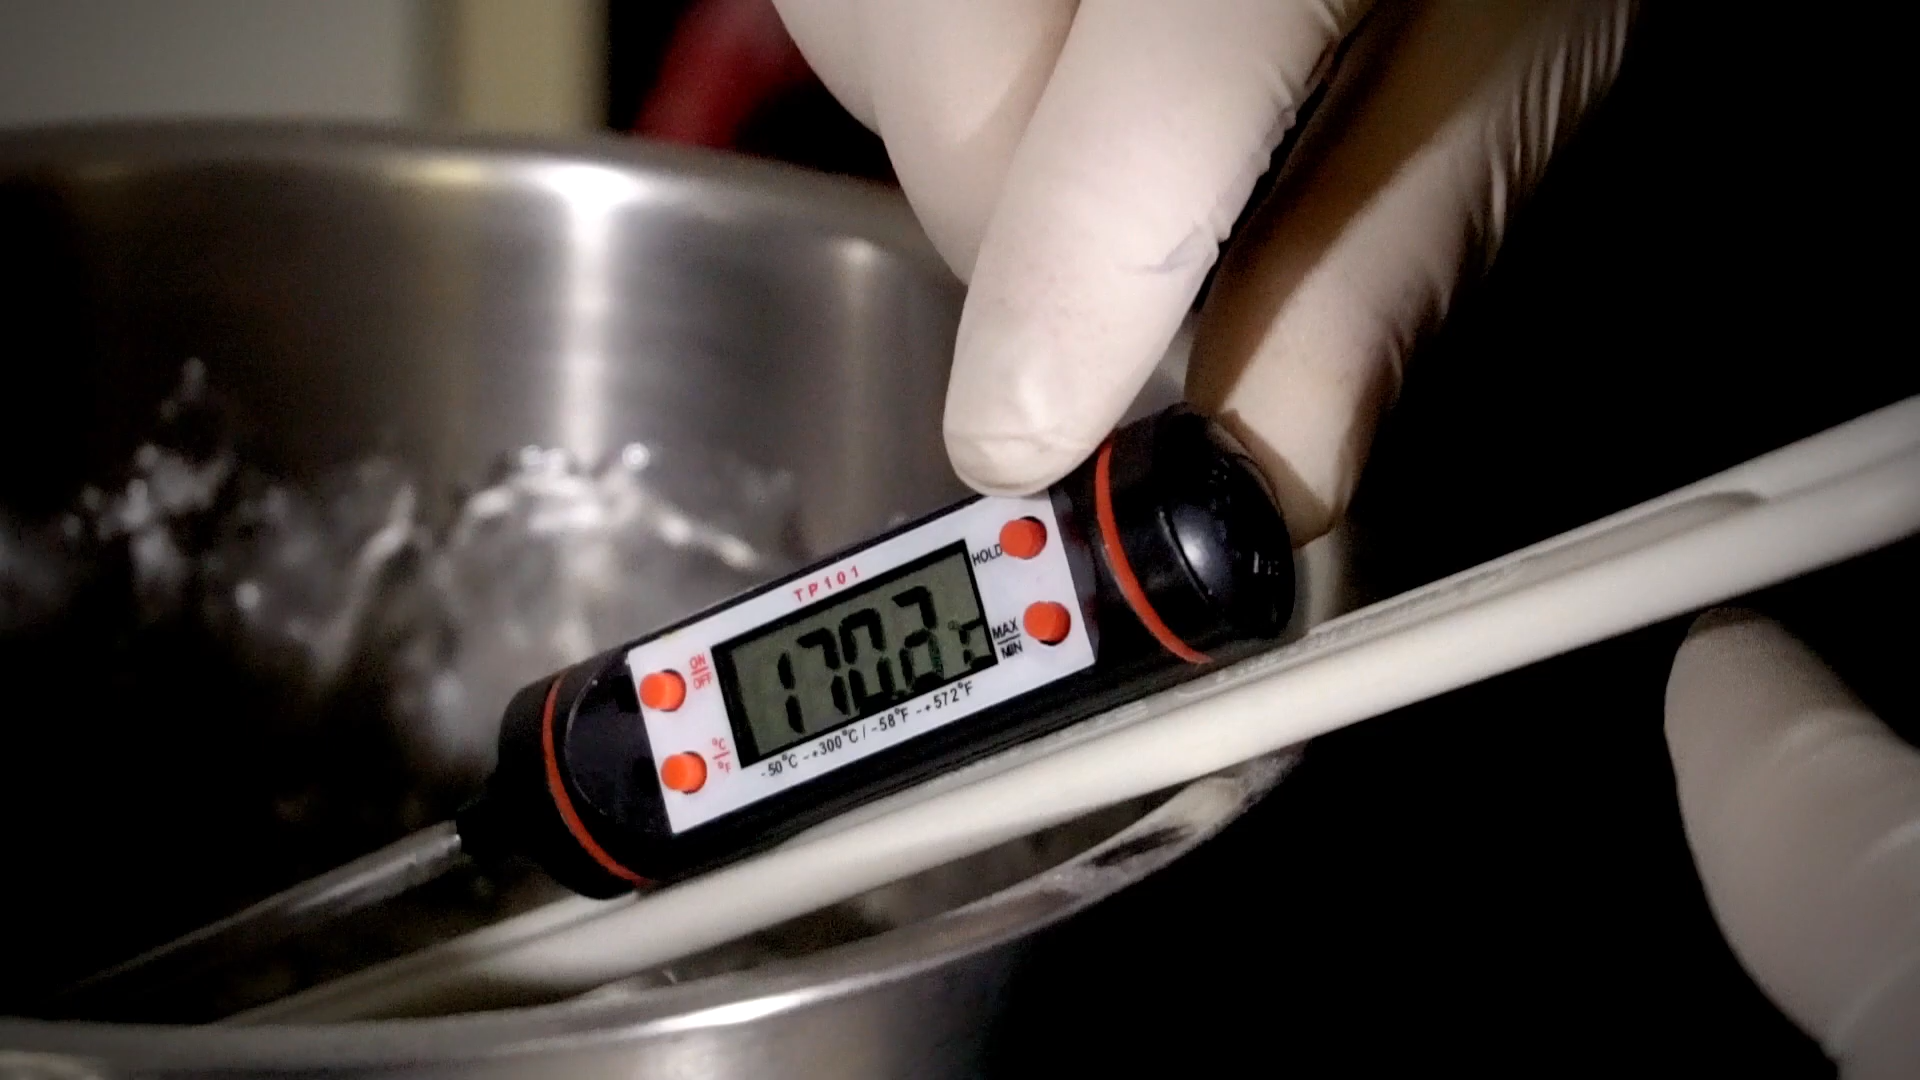 TP101
HOLD
170.2°C
MAX
MIN
ON
OFF
°C
°F
-50°C -+300°C / -58°F -+572°F